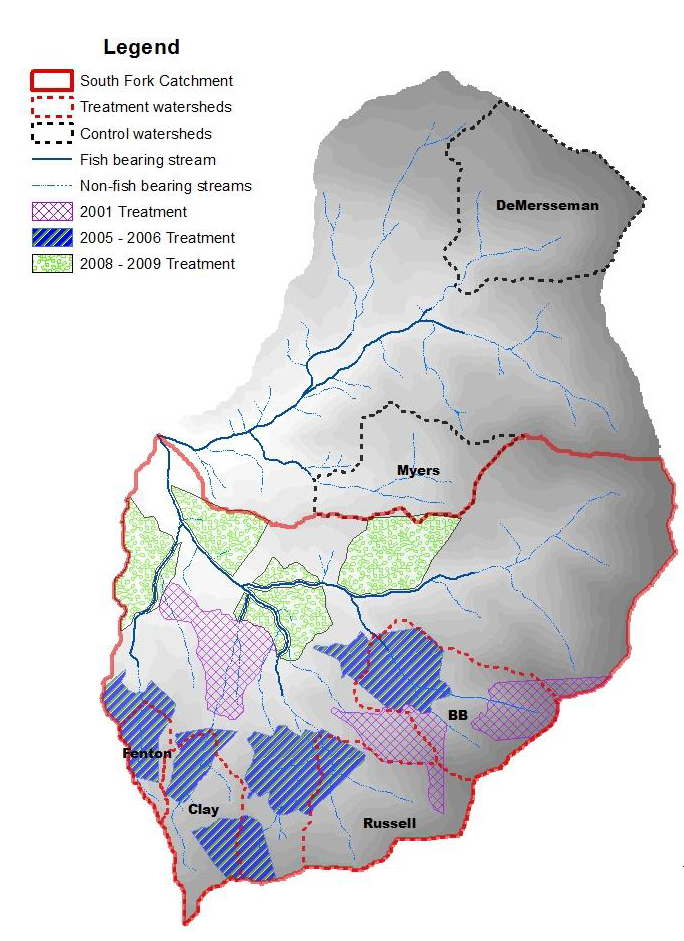 Legend
South Fork Catchment
Treatment watersheds
Control watersheds
Fish bearing stream
Non-fish bearing streams
2001 Treatment
2005 - 2006 Treatment
2008 - 2009 Treatment
DeMersseman
Myers
BB
Fenton
Clay
Russell